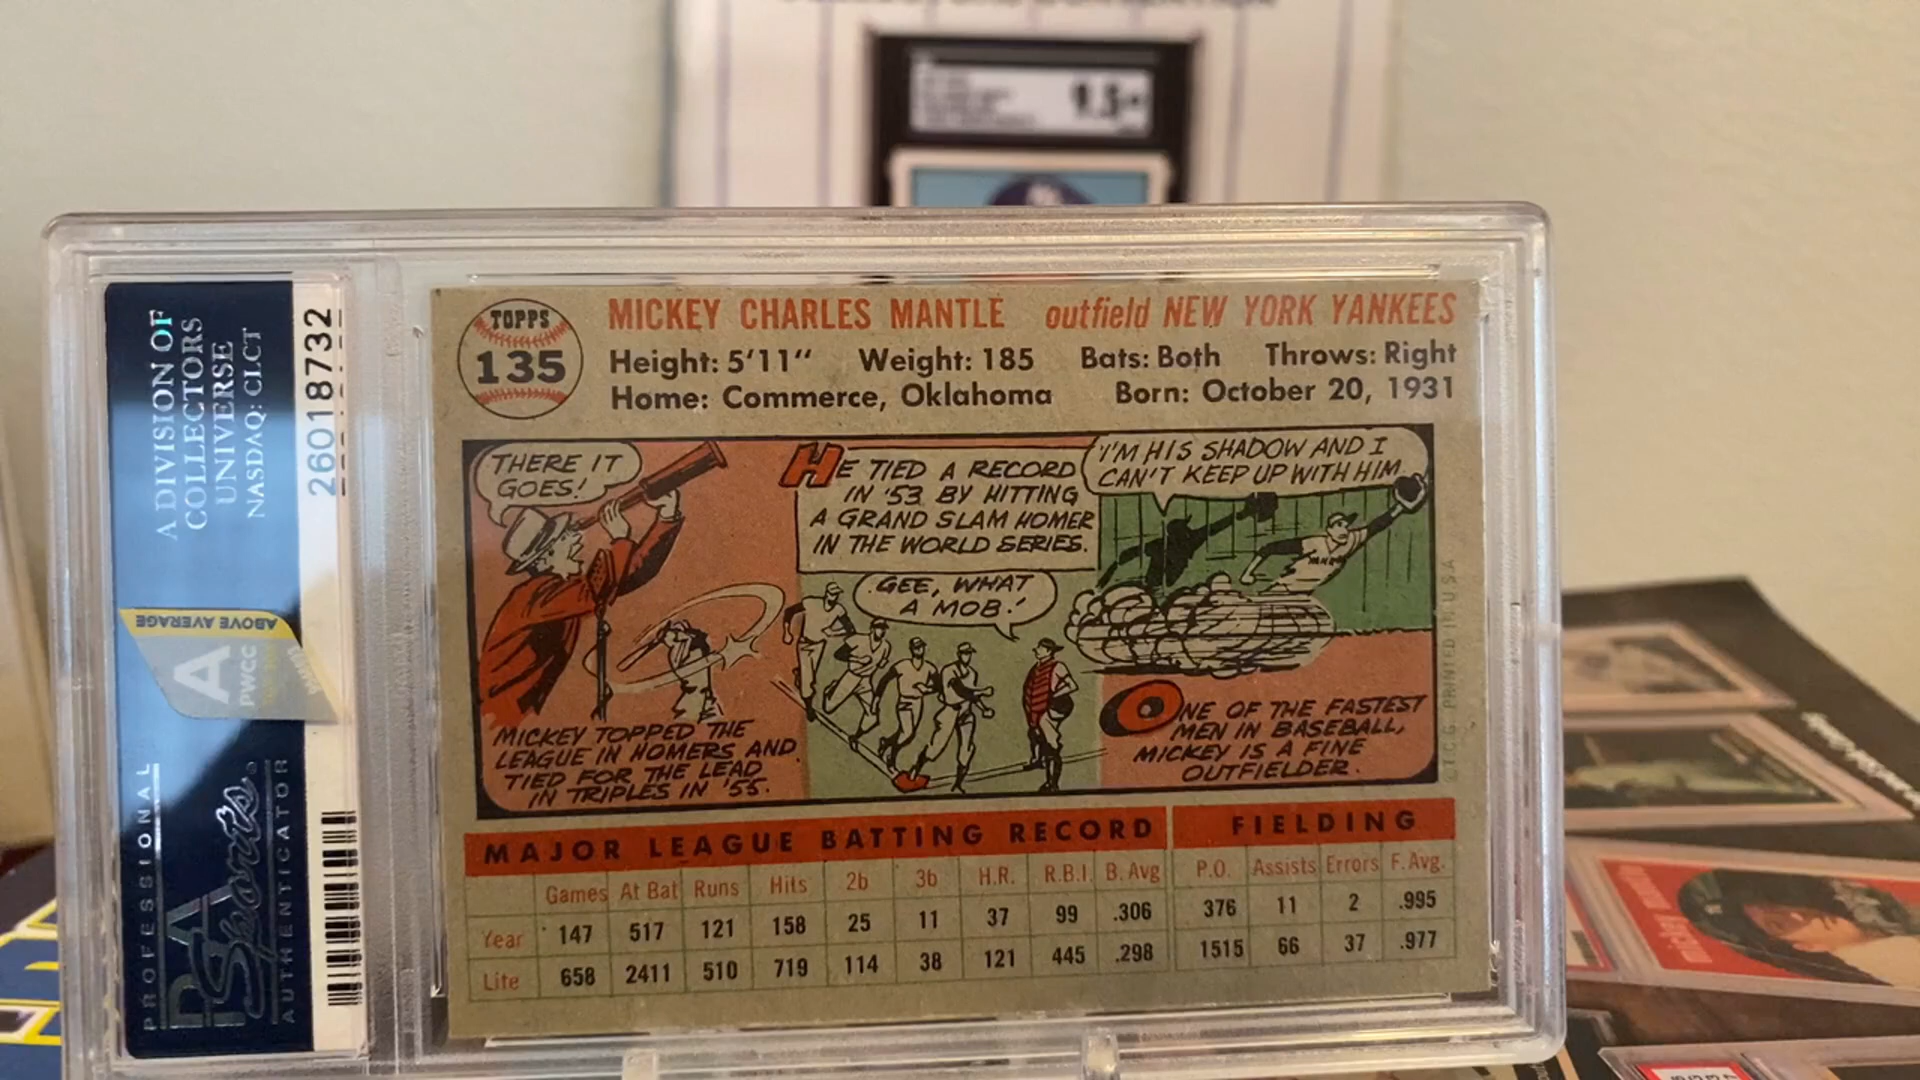 9.5
A DIVISION OF
COLLECTORS
UNIVERSE
NASDAQ: CLCT
26018732
ABOVE AVERAGE
A
PWCC
PROFESSIONAL
PSA
Sports
AUTHENTICATOR
TOPPS
135
MICKEY CHARLES MANTLE outfield NEW YORK YANKEES
Height: 5'11" Weight: 185 Bats: Both Throws: Right
Home: Commerce, Oklahoma Born: October 20, 1931
THERE IT
GOES!
MICKEY TOPPED THE
LEAGUE IN HOMERS AND
TIED FOR THE LEAD
IN TRIPLES IN '55.
HE TIED A RECORD
IN '53 BY HITTING
A GRAND SLAM HOMER
IN THE WORLD SERIES.
GEE, WHAT
A MOB!
I'M HIS SHADOW AND I
CAN'T KEEP UP WITH HIM
ONE OF THE FASTEST
MEN IN BASEBALL,
MICKEY IS A FINE
OUTFIELDER.
©T.C.G. PRINTED IN U.S.A.
MAJOR LEAGUE BATTING RECORD FIELDING
Games At Bat Runs Hits 2b 3b H.R. R.B.I. B. Avg P.O. Assists Errors F. Avg.
Year 147 517 121 158 25 11 37 99 .306 376 11 2 .995
Life 658 2411 510 719 114 38 121 445 .298 1515 66 37 .977